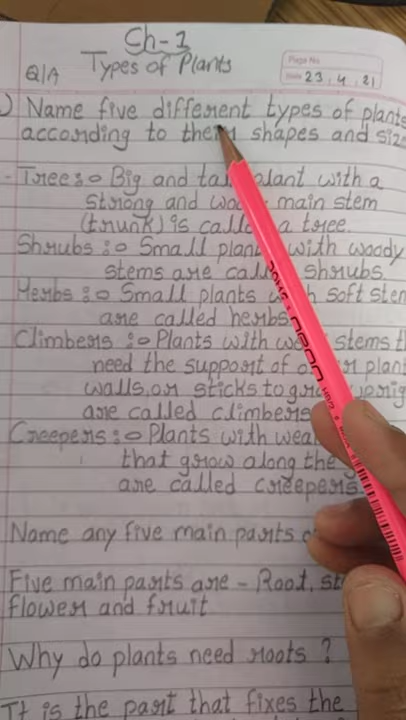 Ch-1
Types of Plants
Q/A
Page No.
Date 23, 4, 21
Name five different types of plants
according to their shapes and size
Trees :- Big and tall plant with a
strong and woody main stem
(trunk) is called a tree.
Shrubs :- Small plants with woody
stems are called shrubs
Herbs :- Small plants with soft stem
are called herbs
Climbers :- Plants with weak stems th
need the support of other plant
walls, or sticks to grow uprig
are called climbers
Creepers :- Plants with weak
that grow along the
are called creepers.
Name any five main parts
Five main parts are - Root, st
flower and fruit
Why do plants need roots ?
It is the part that fixes the